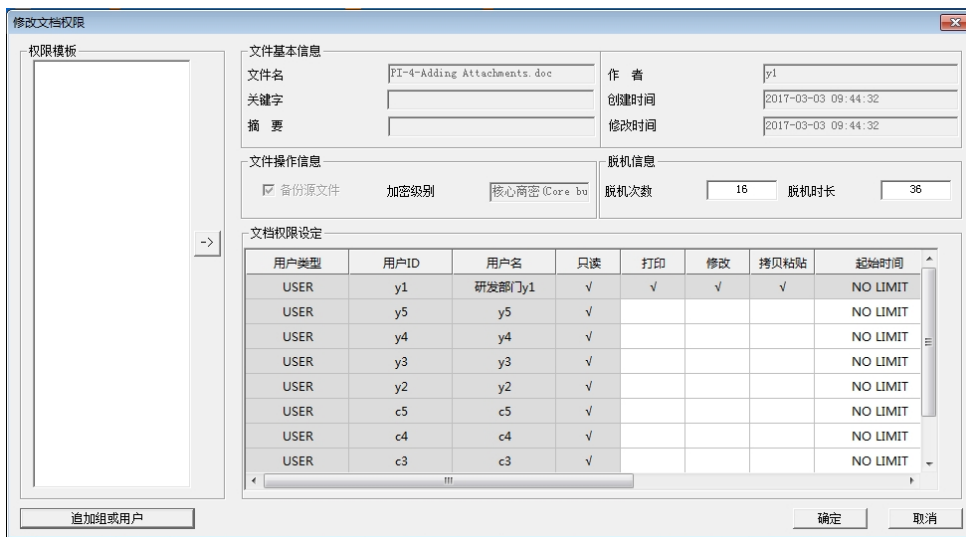 修改文档权限
权限模板
->
追加组或用户
文件基本信息
文件名 PI-4-Adding Attachments.doc 作 者 y1
关键字 创建时间 2017-03-03 09:44:32
摘 要 修改时间 2017-03-03 09:44:32
文件操作信息
备份源文件 加密级别 核心商密(Core bu
脱机信息
脱机次数 16 脱机时长 36
文档权限设定
用户类型 用户ID 用户名 只读 打印 修改 拷贝粘贴 起始时间
USER y1 研发部门y1 √ √ √ √ NO LIMIT
USER y5 y5 √ NO LIMIT
USER y4 y4 √ NO LIMIT
USER y3 y3 √ NO LIMIT
USER y2 y2 √ NO LIMIT
USER c5 c5 √ NO LIMIT
USER c4 c4 √ NO LIMIT
USER c3 c3 √ NO LIMIT
确定 取消